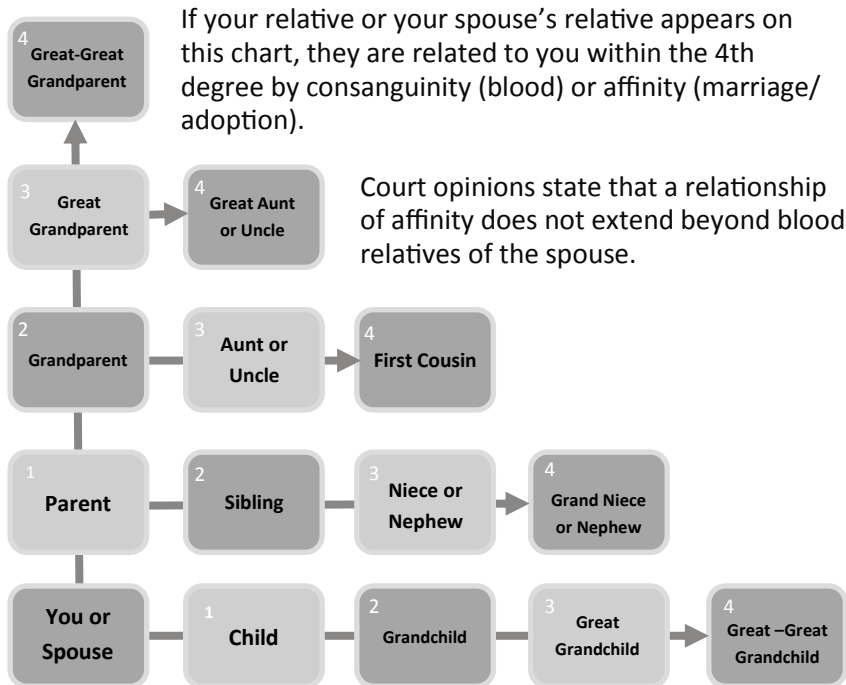 If your relative or your spouse's relative appears on
this chart, they are related to you within the 4th
degree by consanguinity (blood) or affinity (marriage/
adoption).
4
Great-Great
Grandparent
Court opinions state that a relationship
of affinity does not extend beyond blood
relatives of the spouse.
3
Great
Grandparent
4
Great Aunt
or Uncle
2
Grandparent
3
Aunt or
Uncle
4
First Cousin
1
Parent
2
Sibling
3
Niece or
Nephew
4
Grand Niece
or Nephew
You or
Spouse
1
Child
2
Grandchild
3
Great
Grandchild
4
Great –Great
Grandchild